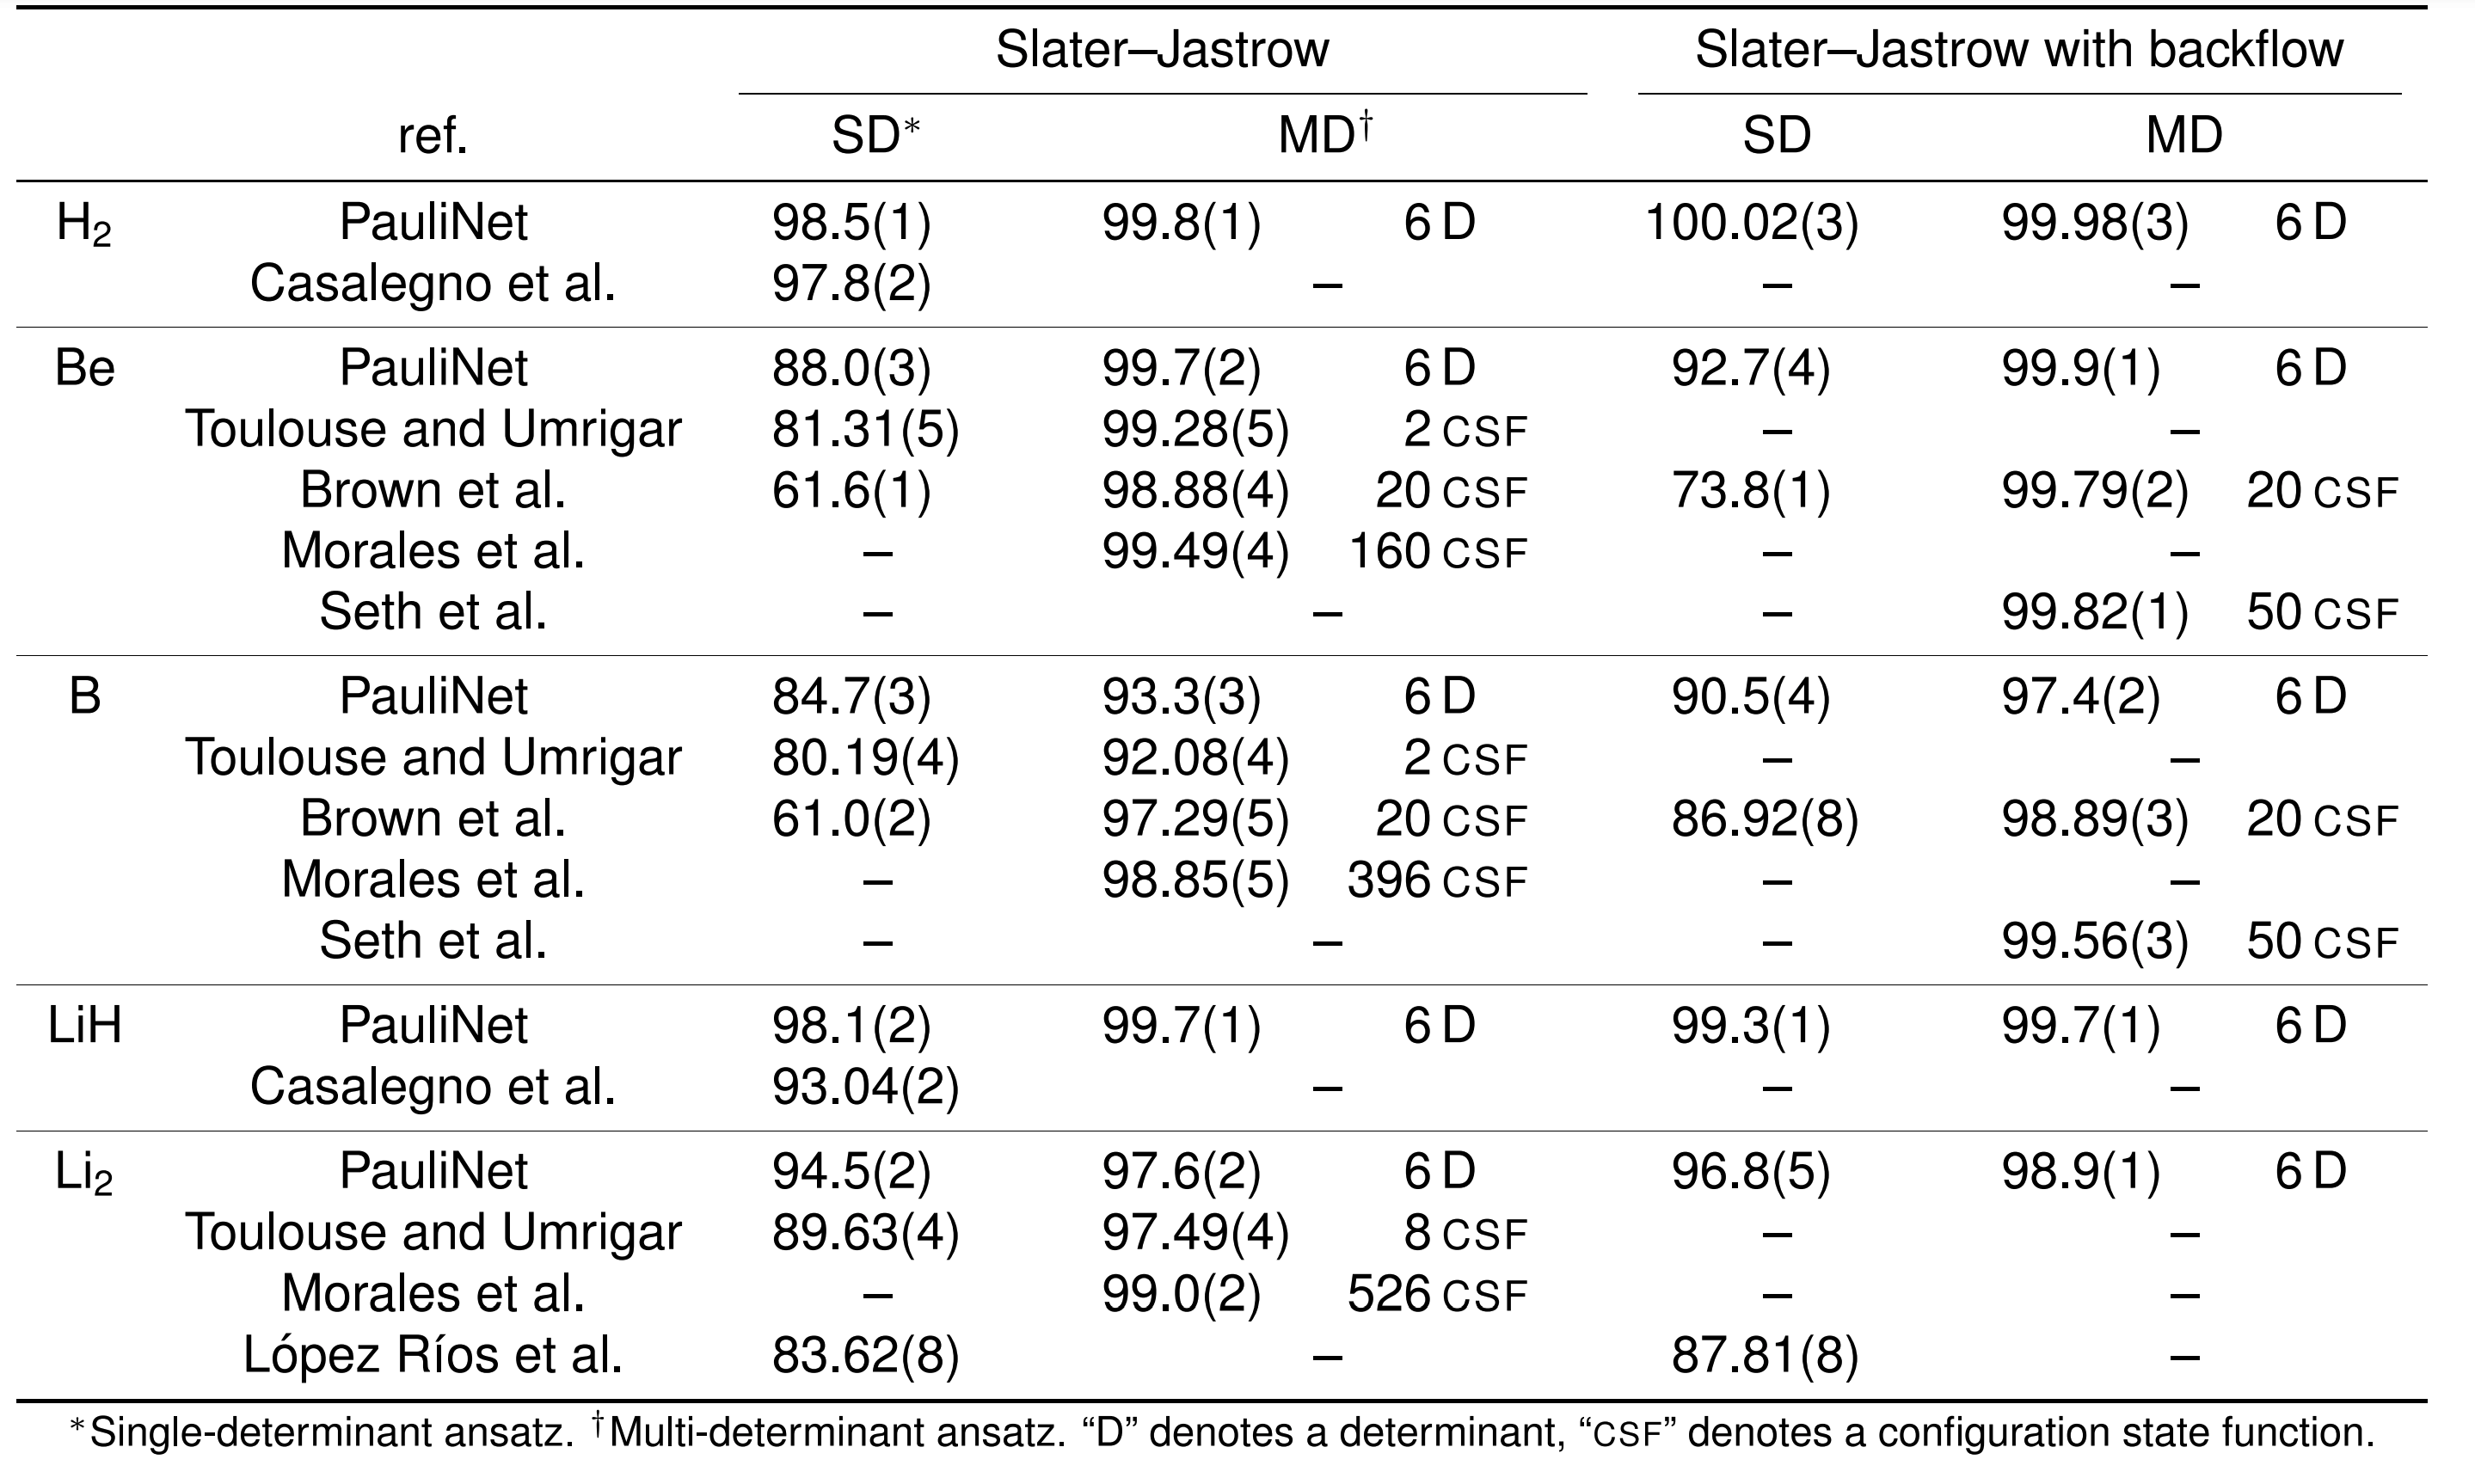 Slater–Jastrow Slater–Jastrow with backflow
ref. SD* MD† SD MD
H₂ PauliNet 98.5(1) 99.8(1) 6 D 100.02(3) 99.98(3) 6 D
Casalegno et al. 97.8(2) – – –
Be PauliNet 88.0(3) 99.7(2) 6 D 92.7(4) 99.9(1) 6 D
Toulouse and Umrigar 81.31(5) 99.28(5) 2 CSF – –
Brown et al. 61.6(1) 98.88(4) 20 CSF 73.8(1) 99.79(2) 20 CSF
Morales et al. – 99.49(4) 160 CSF – –
Seth et al. – – – 99.82(1) 50 CSF
B PauliNet 84.7(3) 93.3(3) 6 D 90.5(4) 97.4(2) 6 D
Toulouse and Umrigar 80.19(4) 92.08(4) 2 CSF – –
Brown et al. 61.0(2) 97.29(5) 20 CSF 86.92(8) 98.89(3) 20 CSF
Morales et al. – 98.85(5) 396 CSF – –
Seth et al. – – – 99.56(3) 50 CSF
LiH PauliNet 98.1(2) 99.7(1) 6 D 99.3(1) 99.7(1) 6 D
Casalegno et al. 93.04(2) – – –
Li₂ PauliNet 94.5(2) 97.6(2) 6 D 96.8(5) 98.9(1) 6 D
Toulouse and Umrigar 89.63(4) 97.49(4) 8 CSF – –
Morales et al. – 99.0(2) 526 CSF – –
López Ríos et al. 83.62(8) – 87.81(8) –
*Single-determinant ansatz. †Multi-determinant ansatz. “D” denotes a determinant, “CSF” denotes a configuration state function.